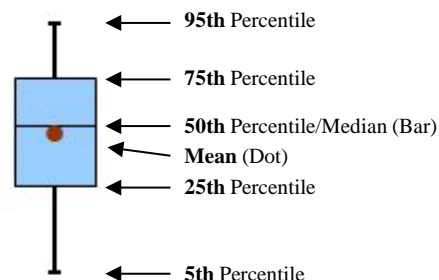 95th Percentile
75th Percentile
50th Percentile/Median (Bar)
Mean (Dot)
25th Percentile
5th Percentile